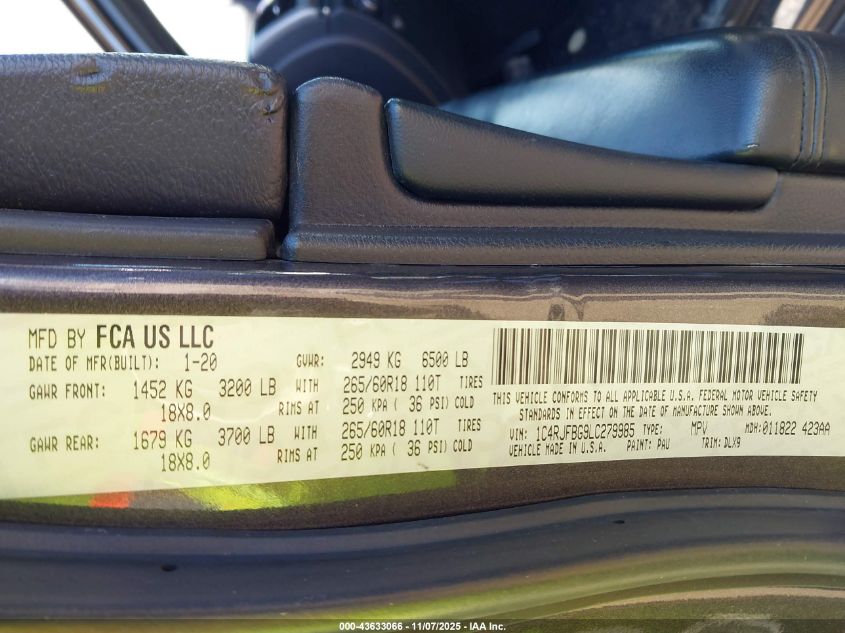 MFD BY FCA US LLC
DATE OF MFR(BUILT): 1-20 GVWR: 2949 KG 6500 LB
GAWR FRONT: 1452 KG 3200 LB WITH 265/60R18 110T TIRES
18X8.0 RIMS AT 250 KPA ( 36 PSI) COLD
GAWR REAR: 1679 KG 3700 LB WITH 265/60R18 110T TIRES
18X8.0 RIMS AT 250 KPA ( 36 PSI) COLD
THIS VEHICLE CONFORMS TO ALL APPLICABLE U.S.A. FEDERAL MOTOR VEHICLE SAFETY
STANDARDS IN EFFECT ON THE DATE OF MANUFACTURE SHOWN ABOVE.
VIN: 1C4RJFBG9LC279985 TYPE: MPV MDH: 011822 423AA
VEHICLE MADE IN U.S.A. PAINT: PAU TRIM: DLX9
000-43633066 - 11/07/2025 - IAA Inc.